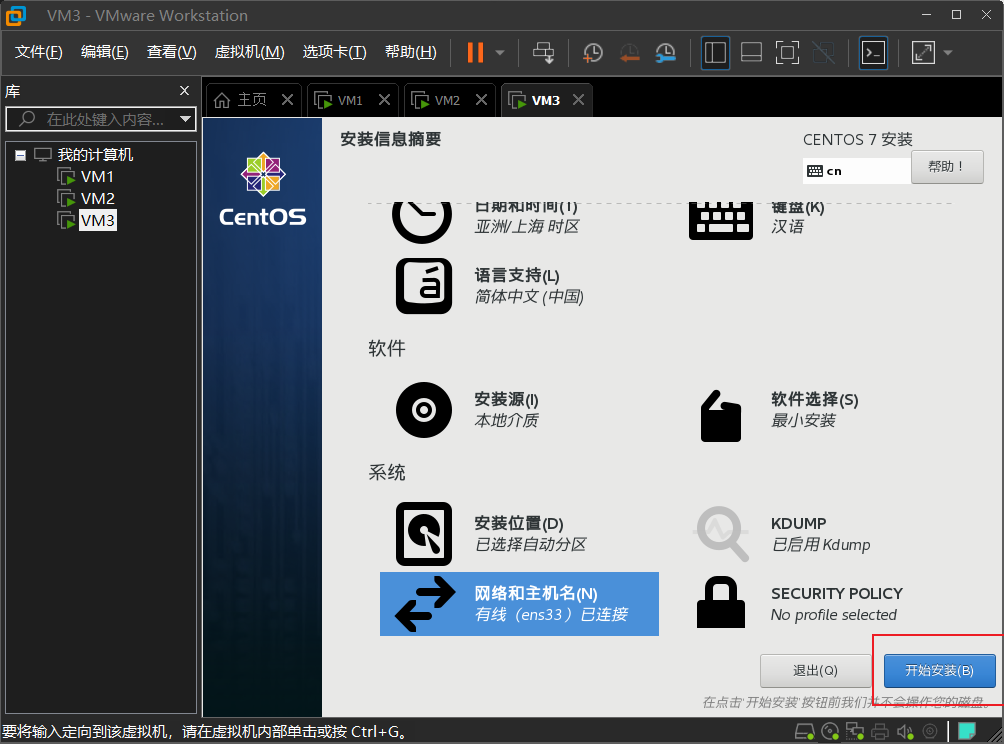 VM3 - VMware Workstation
文件(F) 编辑(E) 查看(V) 虚拟机(M) 选项卡(T) 帮助(H)
库
主页 VM1 VM2 VM3
在此处键入内容...
我的计算机
VM1
VM2
VM3
CentOS
安装信息摘要
CENTOS 7 安装
cn
帮助！
日期和时间(T)
亚洲/上海 时区
键盘(K)
汉语
语言支持(L)
简体中文 (中国)
软件
安装源(I)
本地介质
软件选择(S)
最小安装
系统
安装位置(D)
已选择自动分区
KDUMP
已启用 Kdump
网络和主机名(N)
有线（ens33）已连接
SECURITY POLICY
No profile selected
退出(Q)
开始安装(B)
在点击'开始安装'按钮前我们并不会操作您的磁盘。
要将输入定向到该虚拟机，请在虚拟机内部单击或按 Ctrl+G。